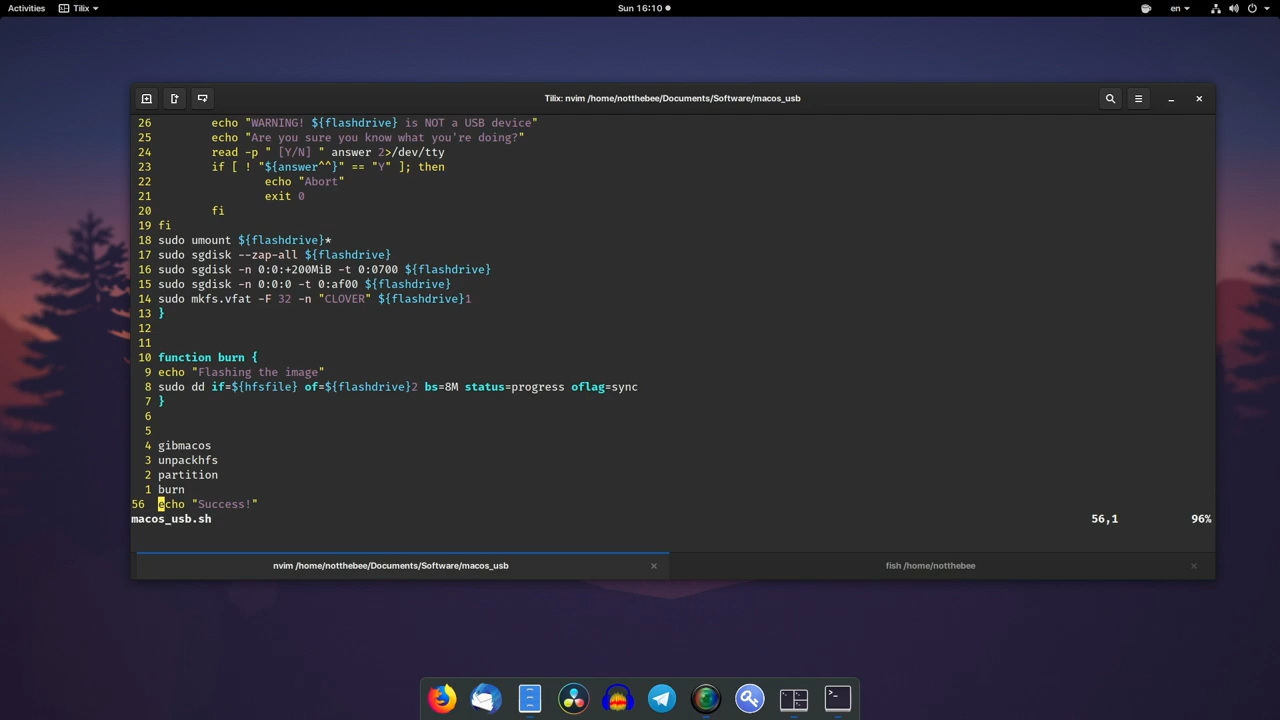 Activities Tilix Sun 16:10 en
Tilix: nvim /home/notthebee/Documents/Software/macos_usb
26 echo "WARNING! ${flashdrive} is NOT a USB device"
25 echo "Are you sure you know what you're doing?"
24 read -p " [Y/N] " answer 2>/dev/tty
23 if [ ! "${answer^^}" == "Y" ]; then
22 echo "Abort"
21 exit 0
20 fi
19 fi
18 sudo umount ${flashdrive}*
17 sudo sgdisk --zap-all ${flashdrive}
16 sudo sgdisk -n 0:0:+200MiB -t 0:0700 ${flashdrive}
15 sudo sgdisk -n 0:0:0 -t 0:af00 ${flashdrive}
14 sudo mkfs.vfat -F 32 -n "CLOVER" ${flashdrive}1
13 }
12
11
10 function burn {
9 echo "Flashing the image"
8 sudo dd if=${hfsfile} of=${flashdrive}2 bs=8M status=progress oflag=sync
7 }
6
5
4 gibmacos
3 unpackhfs
2 partition
1 burn
56 echo "Success!"
macos_usb.sh 56,1 96%
nvim /home/notthebee/Documents/Software/macos_usb fish /home/notthebee